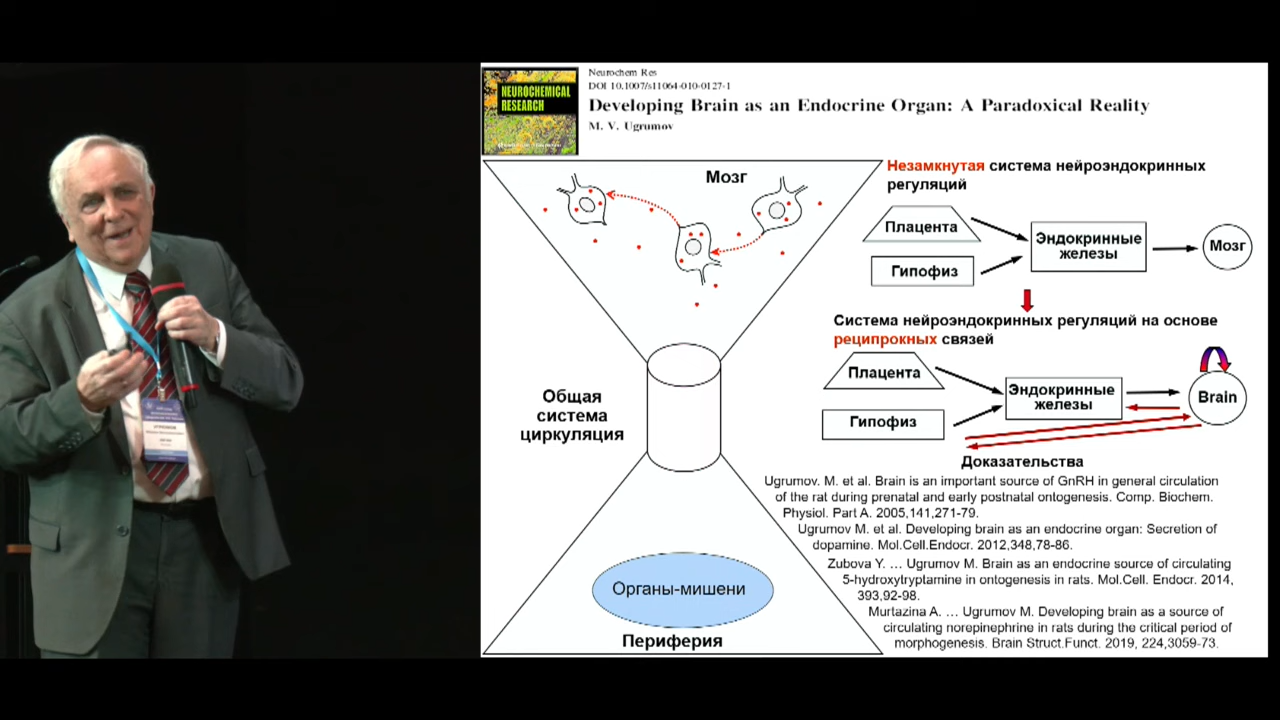 NEUROCHEMICAL
RESEARCH
Neurochem Res
DOI 10.1007/s11064-010-0127-1
Developing Brain as an Endocrine Organ: A Paradoxical Reality
M. V. Ugrumov
Мозг
Общая
система
циркуляция
Органы-мишени
Периферия
Незамкнутая система нейроэндокринных
регуляций
Плацента
Гипофиз
Эндокринные
железы
Мозг
Система нейроэндокринных регуляций на основе
реципрокных связей
Плацента
Гипофиз
Эндокринные
железы
Brain
Доказательства
Ugrumov. M. et al. Brain is an important source of GnRH in general circulation
of the rat during prenatal and early postnatal ontogenesis. Comp. Biochem.
Physiol. Part A. 2005,141,271-79.
Ugrumov M. et al. Developing brain as an endocrine organ: Secretion of
dopamine. Mol.Cell.Endocr. 2012,348,78-86.
Zubova Y. … Ugrumov M. Brain as an endocrine source of circulating
5-hydroxytryptamine in ontogenesis in rats. Mol.Cell. Endocr. 2014,
393,92-98.
Murtazina A. … Ugrumov M. Developing brain as a source of
circulating norepinephrine in rats during the critical period of
morphogenesis. Brain Struct.Funct. 2019, 224,3059-73.